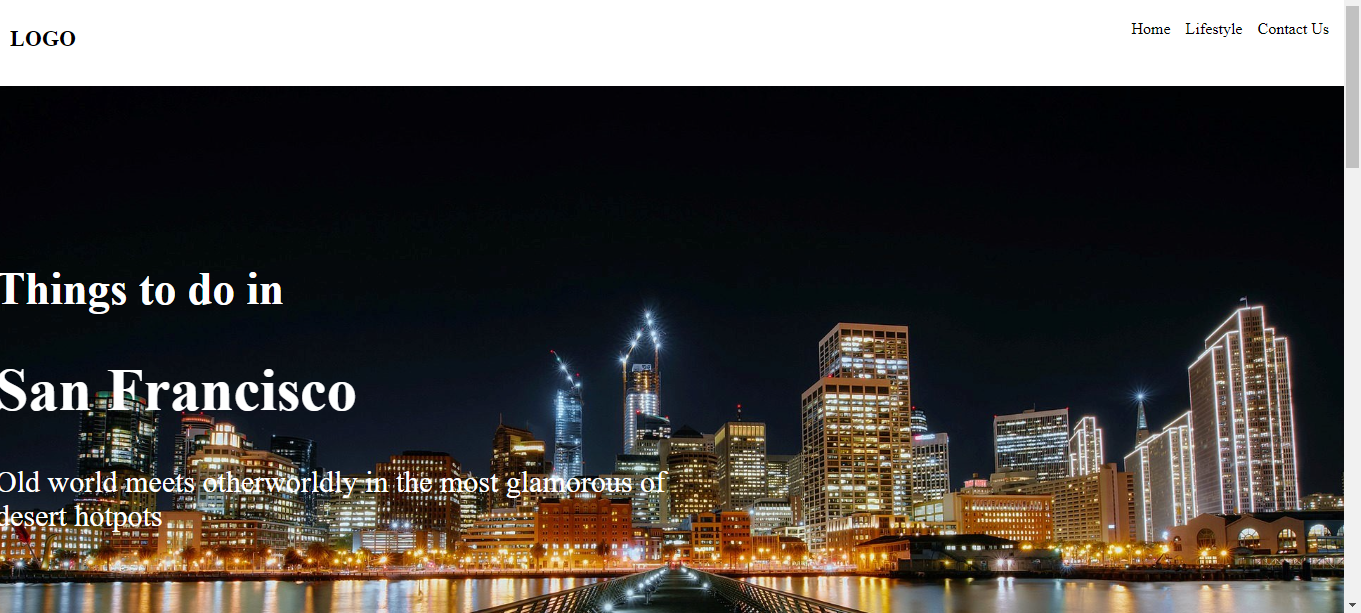 LOGO
Home Lifestyle Contact Us
Things to do in
San Francisco
Old world meets otherworldly in the most glamorous of
desert hotpots